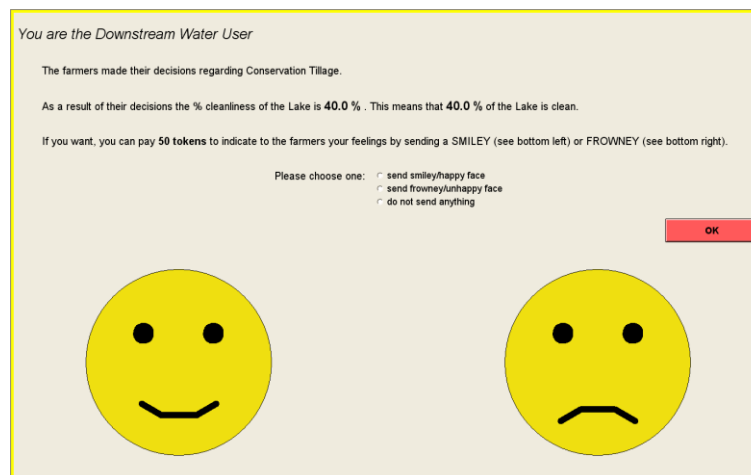 You are the Downstream Water User
The farmers made their decisions regarding Conservation Tillage.
As a result of their decisions the % cleanliness of the Lake is 40.0 % . This means that 40.0 % of the Lake is clean.
If you want, you can pay 50 tokens to indicate to the farmers your feelings by sending a SMILEY (see bottom left) or FROWNEY (see bottom right).
Please choose one: send smiley/happy face
send frowney/unhappy face
do not send anything
OK